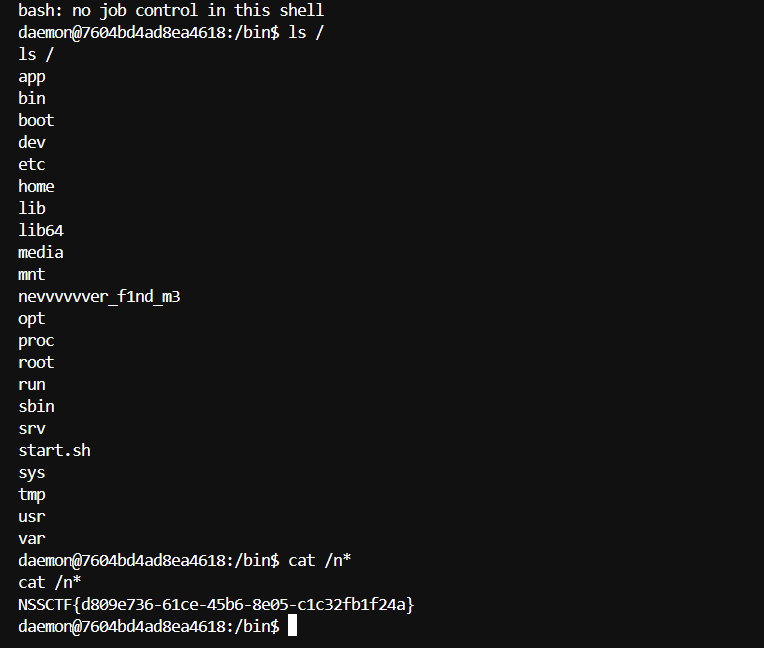 bash: no job control in this shell
daemon@7604bd4ad8ea4618:/bin$ ls /
ls /
app
bin
boot
dev
etc
home
lib
lib64
media
mnt
nevvvvvver_f1nd_m3
opt
proc
root
run
sbin
srv
start.sh
sys
tmp
usr
var
daemon@7604bd4ad8ea4618:/bin$ cat /n*
cat /n*
NSSCTF{d809e736-61ce-45b6-8e05-c1c32fb1f24a}
daemon@7604bd4ad8ea4618:/bin$